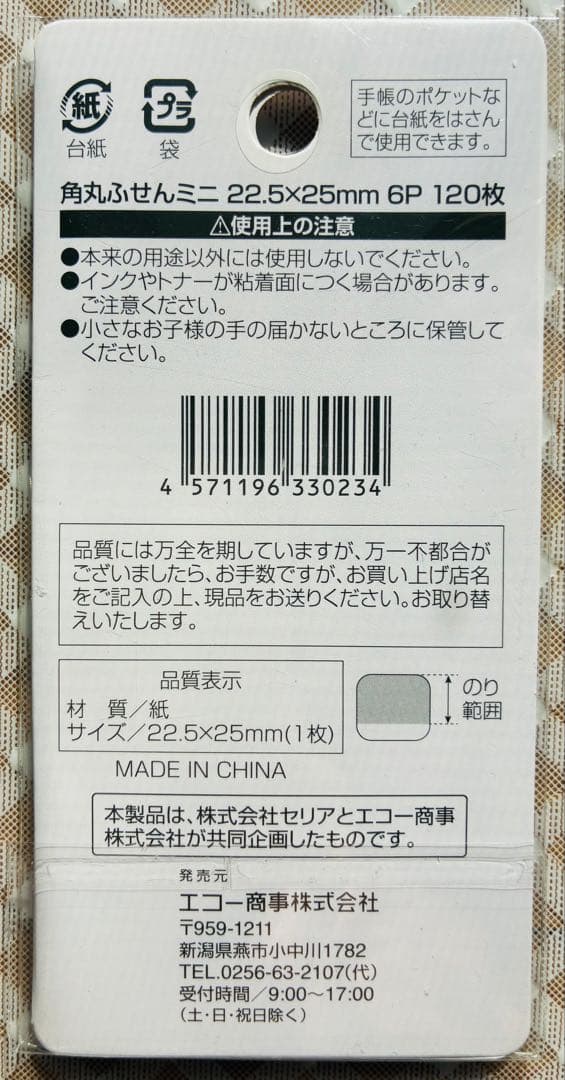 紙
プラ
台紙
袋
手帳のポケットな
どに台紙をはさん
で使用できます。
角丸ふせんミニ 22.5×25mm 6P 120枚
⚠使用上の注意
●本来の用途以外には使用しないでください。
●インクやトナーが粘着面につく場合があります。
ご注意ください。
●小さなお子様の手の届かないところに保管して
ください。
4 571196 330234
品質には万全を期していますが、万一不都合が
ございましたら、お手数ですが、お買い上げ店名
をご記入の上、現品をお送りください。お取り替
えいたします。
品質表示
材 質/紙
サイズ/22.5×25mm(1枚)
のり
範囲
MADE IN CHINA
本製品は、株式会社セリアとエコー商事
株式会社が共同企画したものです。
発売元
エコー商事株式会社
〒959-1211
新潟県燕市小中川1782
TEL.0256-63-2107(代)
受付時間/9:00〜17:00
(土・日・祝日除く)